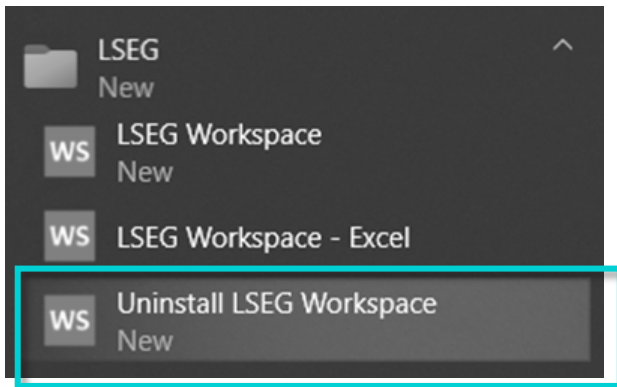 LSEG
New
WS LSEG Workspace
New
WS LSEG Workspace - Excel
WS Uninstall LSEG Workspace
New